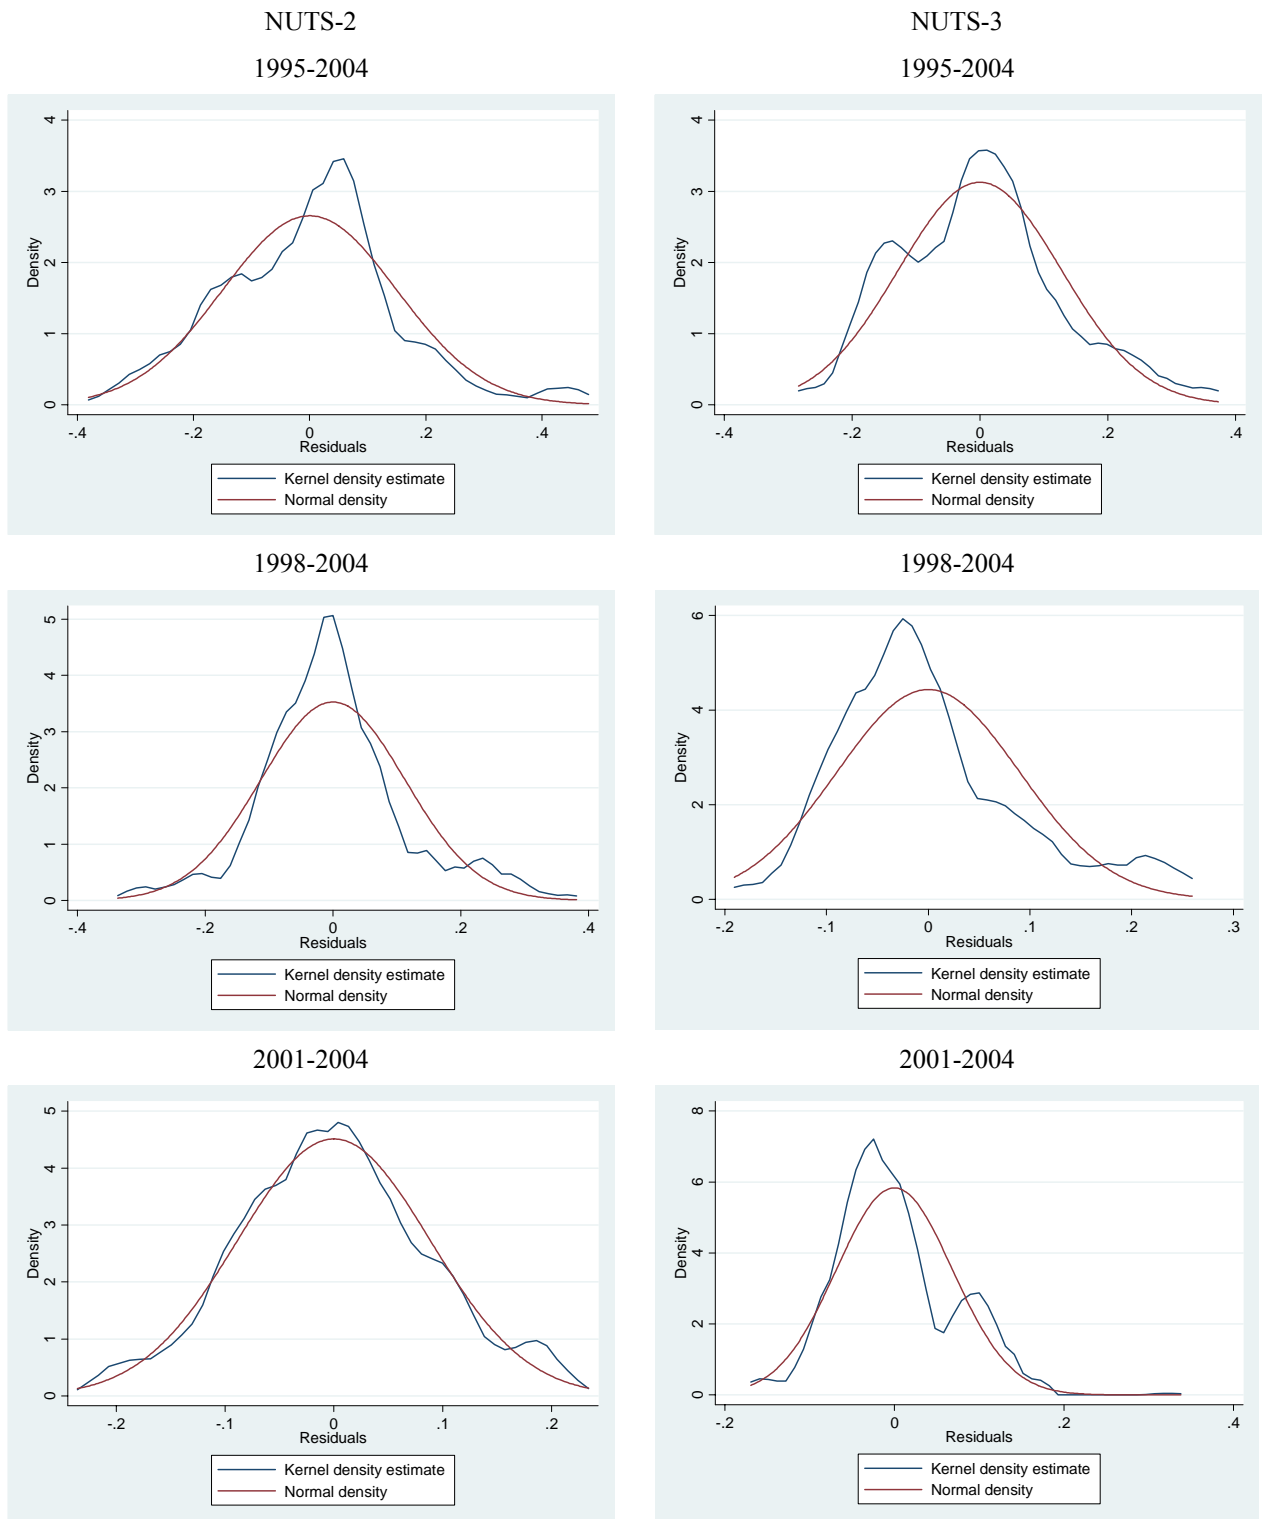 NUTS-2
NUTS-3
1995-2004
1995-2004
4
3
2
1
0
Density
-.4 -.2 0 .2 .4
Residuals
Kernel density estimate
Normal density
4
3
2
1
0
Density
-.4 -.2 0 .2 .4
Residuals
Kernel density estimate
Normal density
1998-2004
1998-2004
5
4
3
2
1
0
Density
-.4 -.2 0 .2 .4
Residuals
Kernel density estimate
Normal density
6
4
2
0
Density
-.2 -.1 0 .1 .2 .3
Residuals
Kernel density estimate
Normal density
2001-2004
2001-2004
5
4
3
2
1
0
Density
-.2 -.1 0 .1 .2
Residuals
Kernel density estimate
Normal density
8
6
4
2
0
Density
-.2 0 .2 .4
Residuals
Kernel density estimate
Normal density